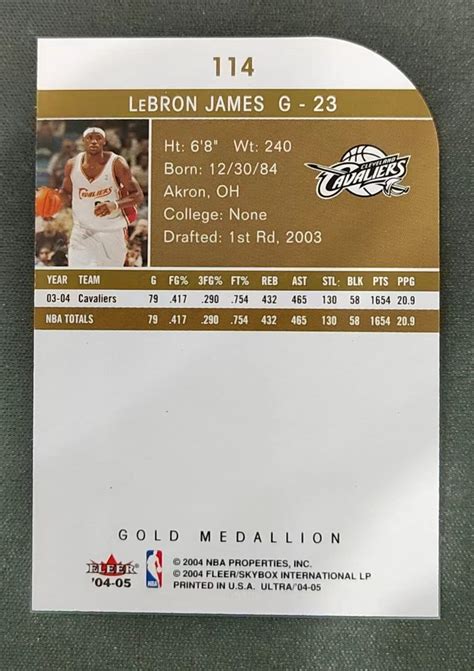 114
LEBRON JAMES G - 23
Ht: 6'8" Wt: 240
Born: 12/30/84
Akron, OH
College: None
Drafted: 1st Rd, 2003
CLEVELAND
CAVALIERS
YEAR TEAM G FG% 3FG% FT% REB AST STL BLK PTS PPG
03-04 Cavaliers 79 .417 .290 .754 432 465 130 58 1654 20.9
NBA TOTALS 79 .417 .290 .754 432 465 130 58 1654 20.9
GOLD MEDALLION
FLEER
'04-05
NBA
© 2004 NBA PROPERTIES, INC.
© 2004 FLEER/SKYBOX INTERNATIONAL LP
PRINTED IN U.S.A. ULTRA/'04-05